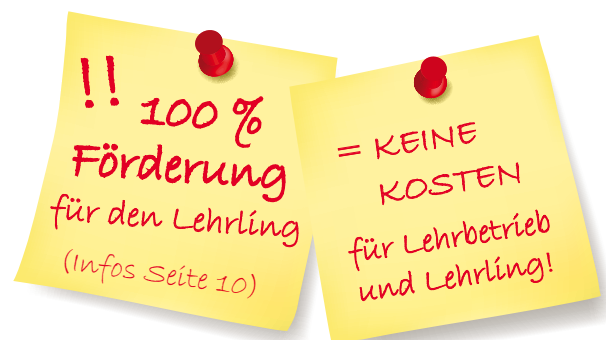 !! 100 %
Förderung
für den Lehrling
(Infos Seite 10)
= KEINE
KOSTEN
für Lehrbetrieb
und Lehrling!